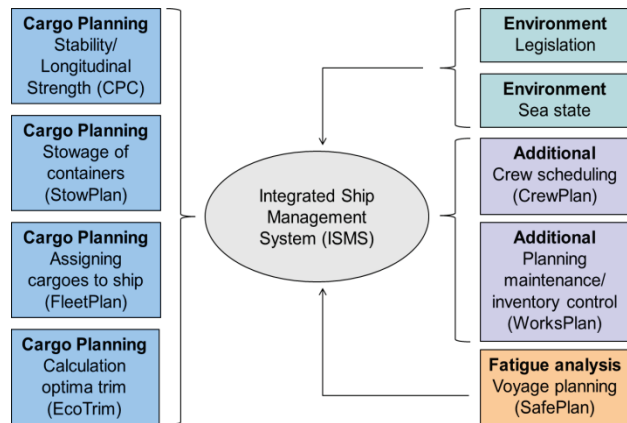 Cargo Planning
Stability/
Longitudinal
Strength (CPC)
Cargo Planning
Stowage of
containers
(StowPlan)
Cargo Planning
Assigning
cargoes to ship
(FleetPlan)
Cargo Planning
Calculation
optima trim
(EcoTrim)
Integrated Ship
Management
System (ISMS)
Environment
Legislation
Environment
Sea state
Additional
Crew scheduling
(CrewPlan)
Additional
Planning
maintenance/
inventory control
(WorksPlan)
Fatigue analysis
Voyage planning
(SafePlan)